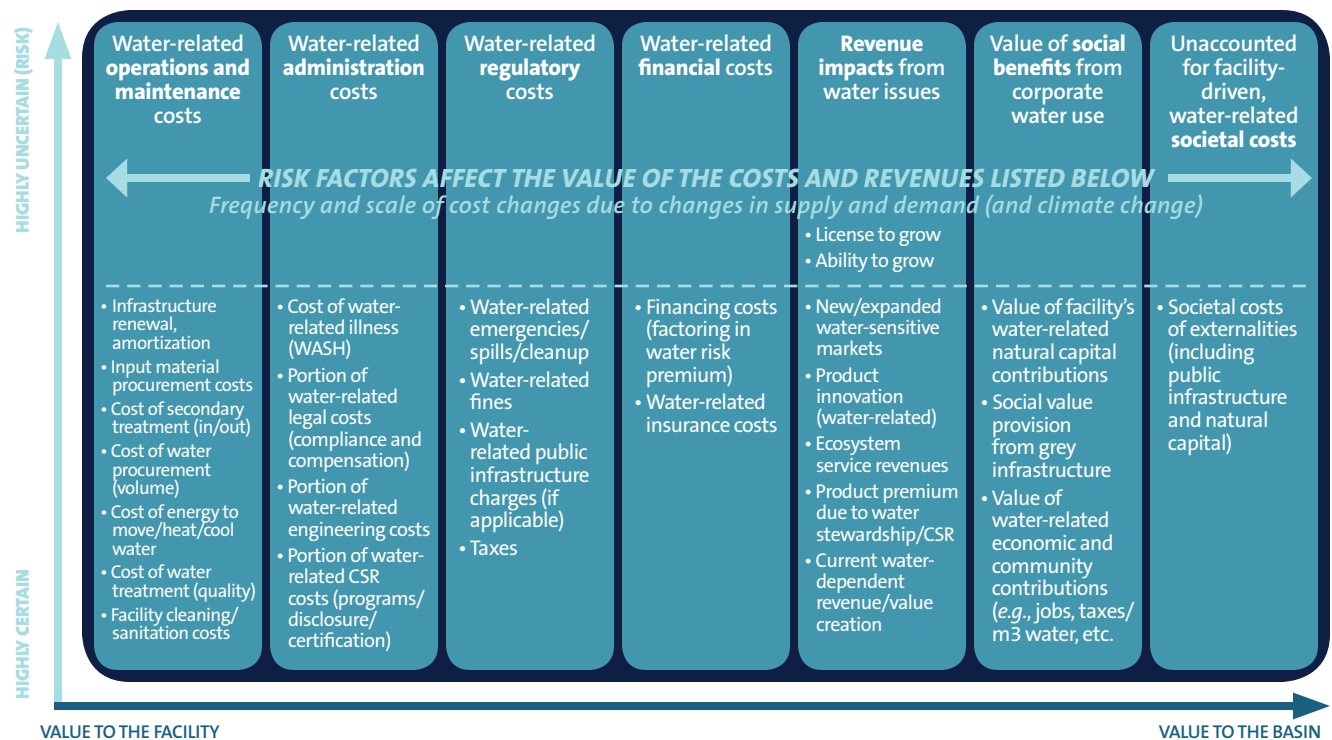 HIGHLY UNCERTAIN (RISK)
HIGHLY CERTAIN
Water-related
operations and
maintenance
costs
Water-related
administration
costs
Water-related
regulatory
costs
Water-related
financial costs
Revenue
impacts from
water issues
Value of social
benefits from
corporate
water use
Unaccounted
for facility-
driven,
water-related
societal costs
RISK FACTORS AFFECT THE VALUE OF THE COSTS AND REVENUES LISTED BELOW
Frequency and scale of cost changes due to changes in supply and demand (and climate change)
• License to grow
• Ability to grow
• Infrastructure
renewal,
amortization
• Input material
procurement costs
• Cost of secondary
treatment (in/out)
• Cost of water
procurement
(volume)
• Cost of energy to
move/heat/cool
water
• Cost of water
treatment (quality)
• Facility cleaning/
sanitation costs
• Cost of water-
related illness
(WASH)
• Portion of
water-related
legal costs
(compliance and
compensation)
• Portion of
water-related
engineering costs
• Portion of water-
related CSR
costs (programs/
disclosure/
certification)
• Water-related
emergencies/
spills/cleanup
• Water-related
fines
• Water-
related public
infrastructure
charges (if
applicable)
• Taxes
• Financing costs
(factoring in
water risk
premium)
• Water-related
insurance costs
• New/expanded
water-sensitive
markets
• Product
innovation
(water-related)
• Ecosystem
service revenues
• Product premium
due to water
stewardship/CSR
• Current water-
dependent
revenue/value
creation
• Value of facility's
water-related
natural capital
contributions
• Social value
provision
from grey
infrastructure
• Value of
water-related
economic and
community
contributions
(e.g., jobs, taxes/
m3 water, etc.
• Societal costs
of externalities
(including
public
infrastructure
and natural
capital)
VALUE TO THE FACILITY
VALUE TO THE BASIN